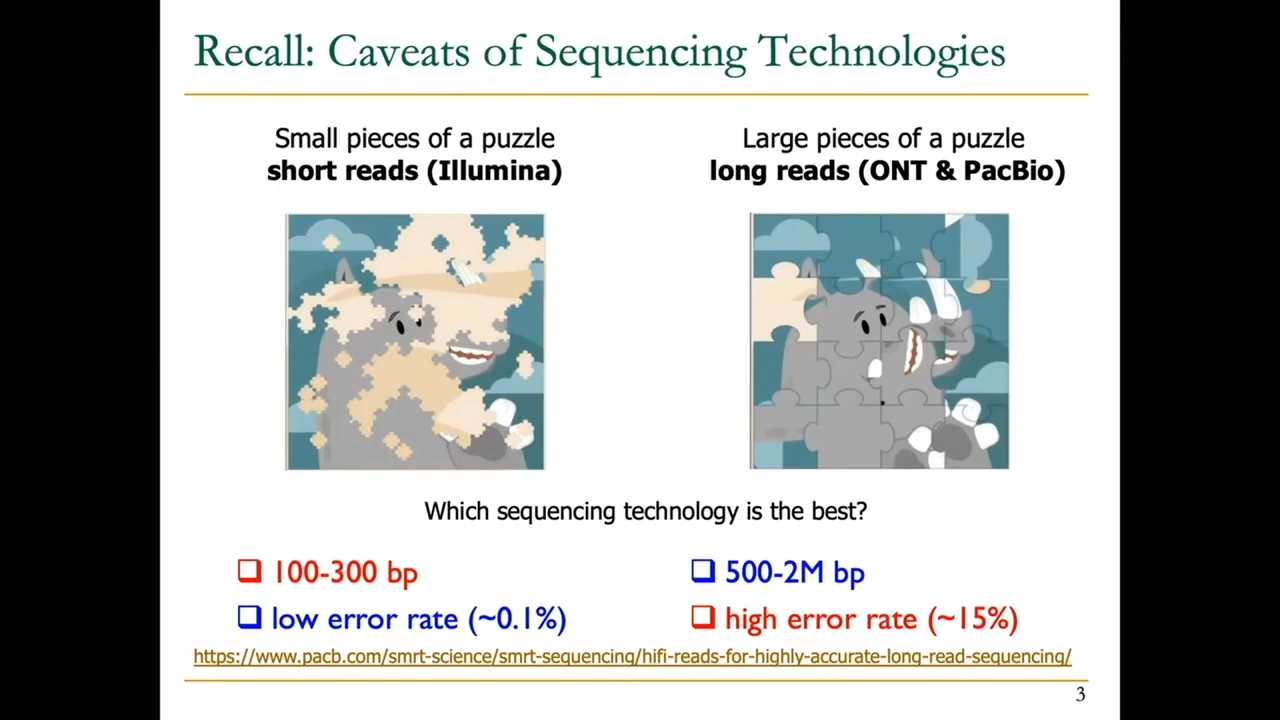 Recall: Caveats of Sequencing Technologies
Small pieces of a puzzle
short reads (Illumina)
Large pieces of a puzzle
long reads (ONT & PacBio)
Which sequencing technology is the best?
100-300 bp
low error rate (~0.1%)
500-2M bp
high error rate (~15%)
https://www.pacb.com/smrt-science/smrt-sequencing/hifi-reads-for-highly-accurate-long-read-sequencing/
3